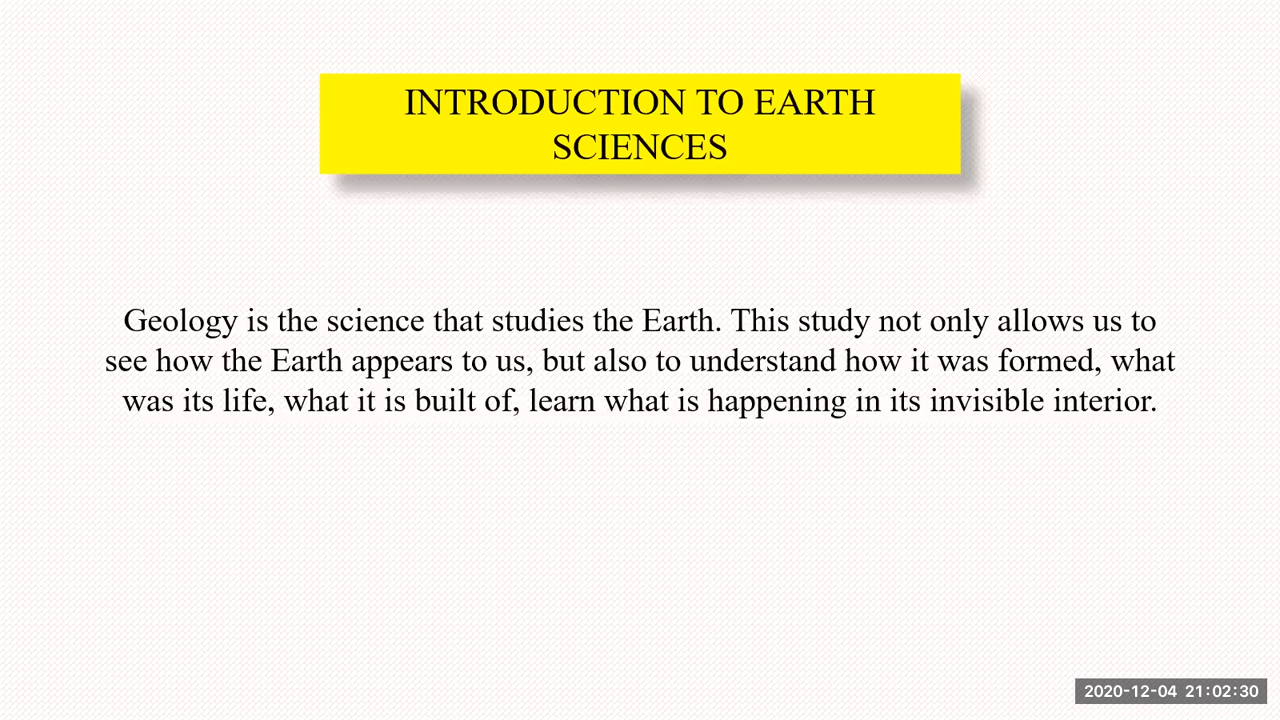 INTRODUCTION TO EARTH
SCIENCES
Geology is the science that studies the Earth. This study not only allows us to
see how the Earth appears to us, but also to understand how it was formed, what
was its life, what it is built of, learn what is happening in its invisible interior.
2020-12-04 21:02:30